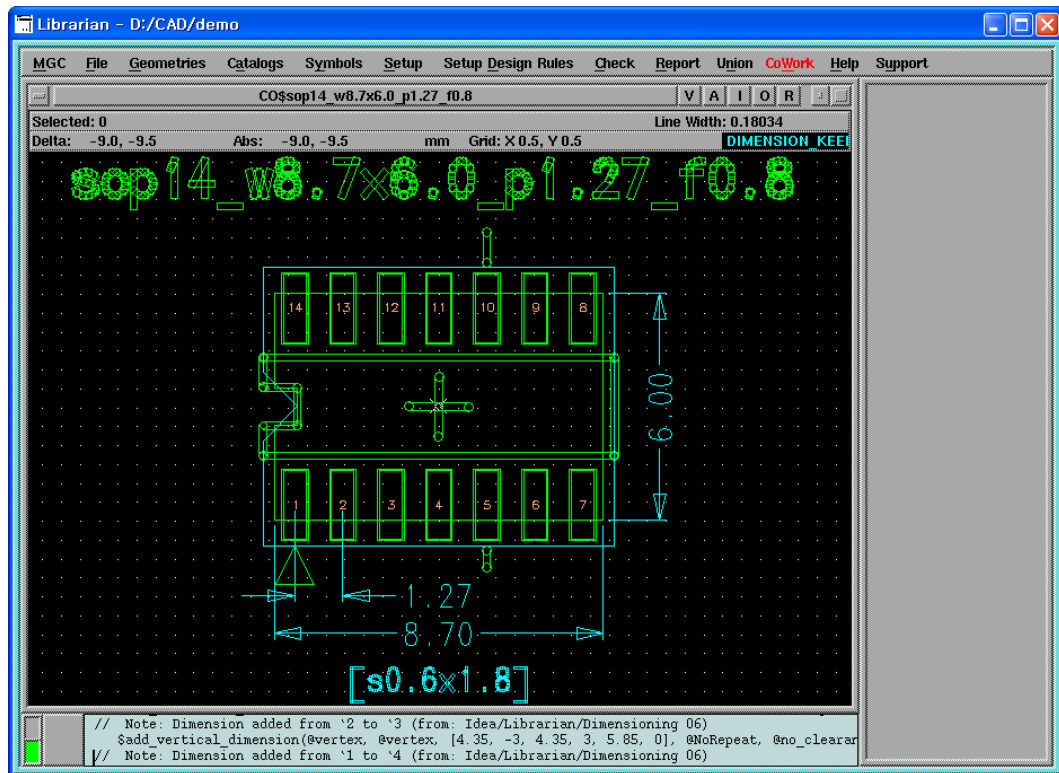 Librarian - D:/CAD/demo
MGC File Geometries Catalogs Symbols Setup Setup Design Rules Check Report Union CoWork Help Support
CO$sop14_w8.7x6.0_p1.27_f0.8 V A I O R
Selected: 0 Line Width: 0.18034
Delta: -9.0, -9.5 Abs: -9.0, -9.5 mm Grid: X 0.5, Y 0.5 DIMENSION_KEE
sop14_w8.7x6.0_p1.27_f0.8
14 13 12 11 10 9 8
6.00
1 2 3 4 5 6 7
1.27
8.70
[s0.6x1.8]
// Note: Dimension added from `2 to `3 (from: Idea/Librarian/Dimensioning 06)
$add_vertical_dimension(@vertex, @vertex, [4.35, -3, 4.35, 3, 5.85, 0], @NoRepeat, @no_clearar
// Note: Dimension added from `1 to `4 (from: Idea/Librarian/Dimensioning 06)